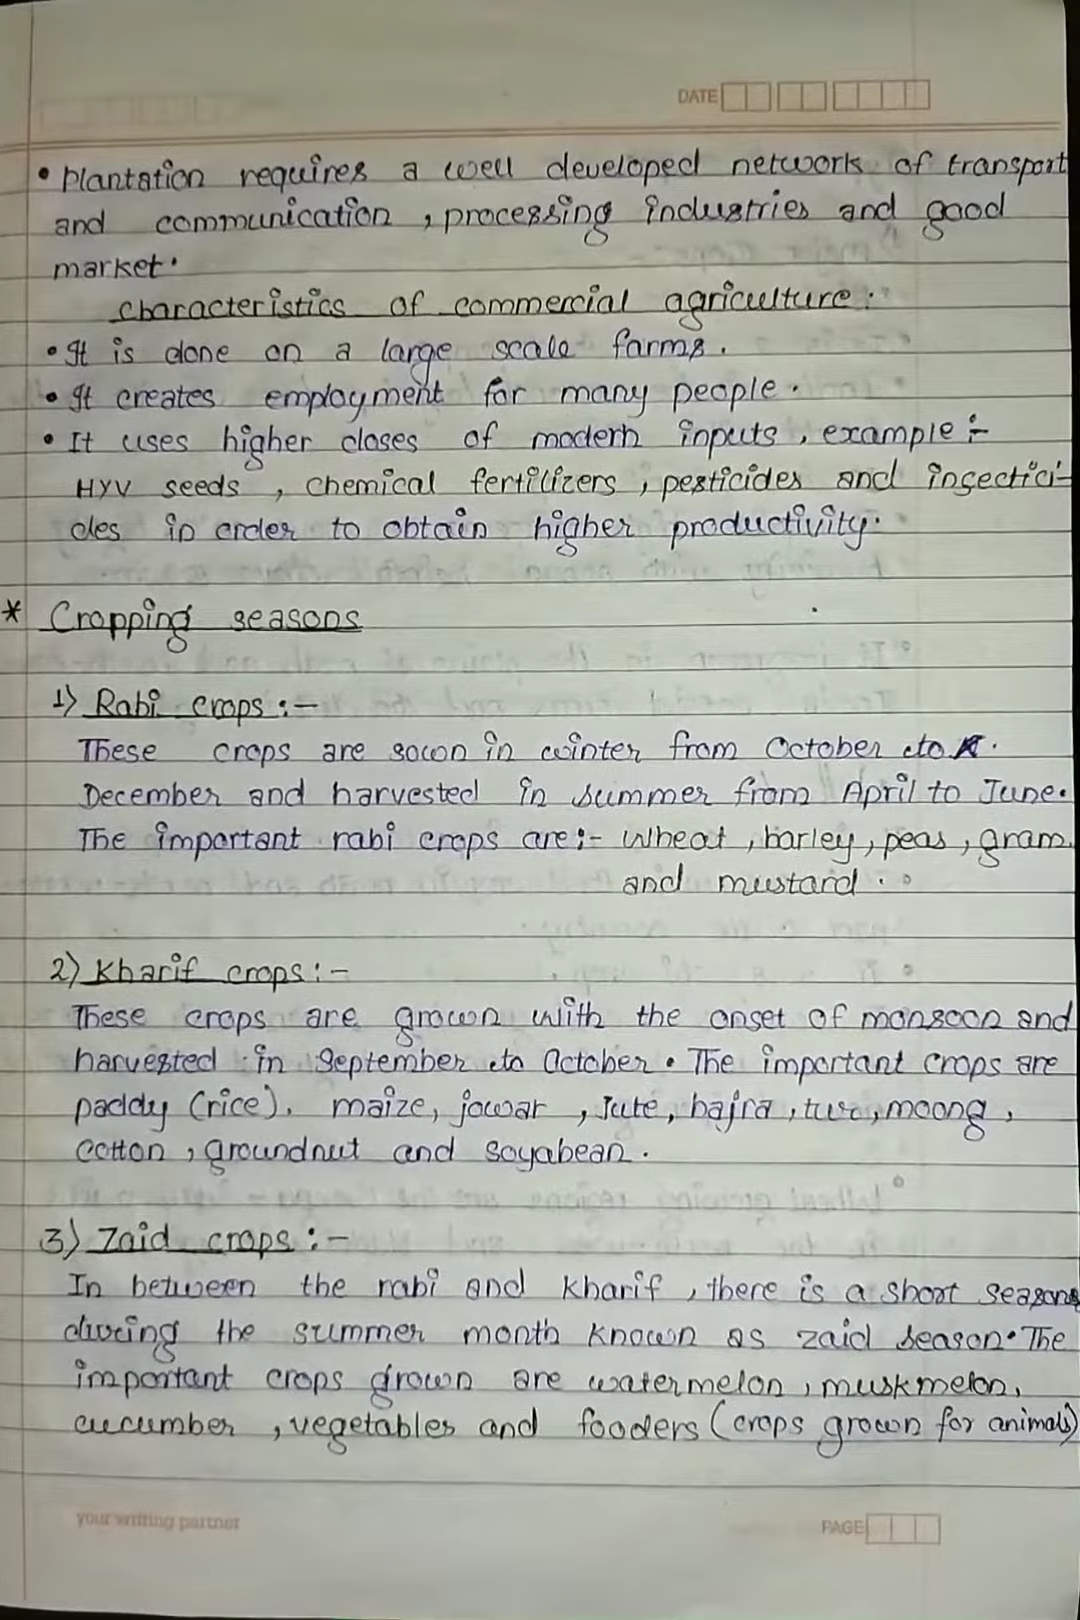 DATE
• Plantation requires a well developed network of transport
and communication , processing industries and good
market.
characteristics of commercial agriculture :
• It is done on a large scale farms.
• It creates employment for many people.
• It uses higher doses of modern inputs , example :-
HYV seeds , chemical fertilizers , pesticides and insectici-
des in order to obtain higher productivity.
* Cropping seasons
1) Rabi crops :-
These crops are sown in winter from October to
December and harvested in summer from April to June.
The important rabi crops are :- Wheat , barley , peas , gram
and mustard .
2) Kharif crops :-
These crops are grown with the onset of monsoon and
harvested in September to October . The important crops are
paddy (rice), maize, jowar , Jute, bajra , tur , moong ,
cotton , groundnut and soyabean .
3) Zaid crops :-
In between the rabi and Kharif , there is a short seasons
during the summer month known as zaid season. The
important crops grown are watermelon , muskmelon,
cucumber , vegetables and fooders (crops grown for animals)
your writing partner
PAGE